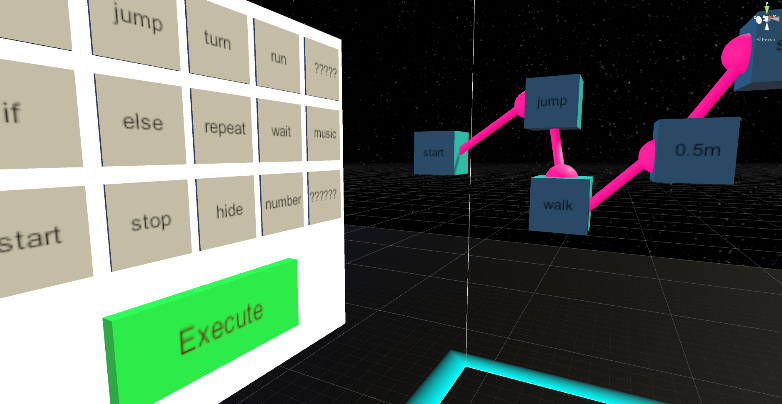 jump
turn
run
?????
if
else
repeat
wait
music
start
stop
hide
number
??????
Execute
start
jump
walk
0.5m